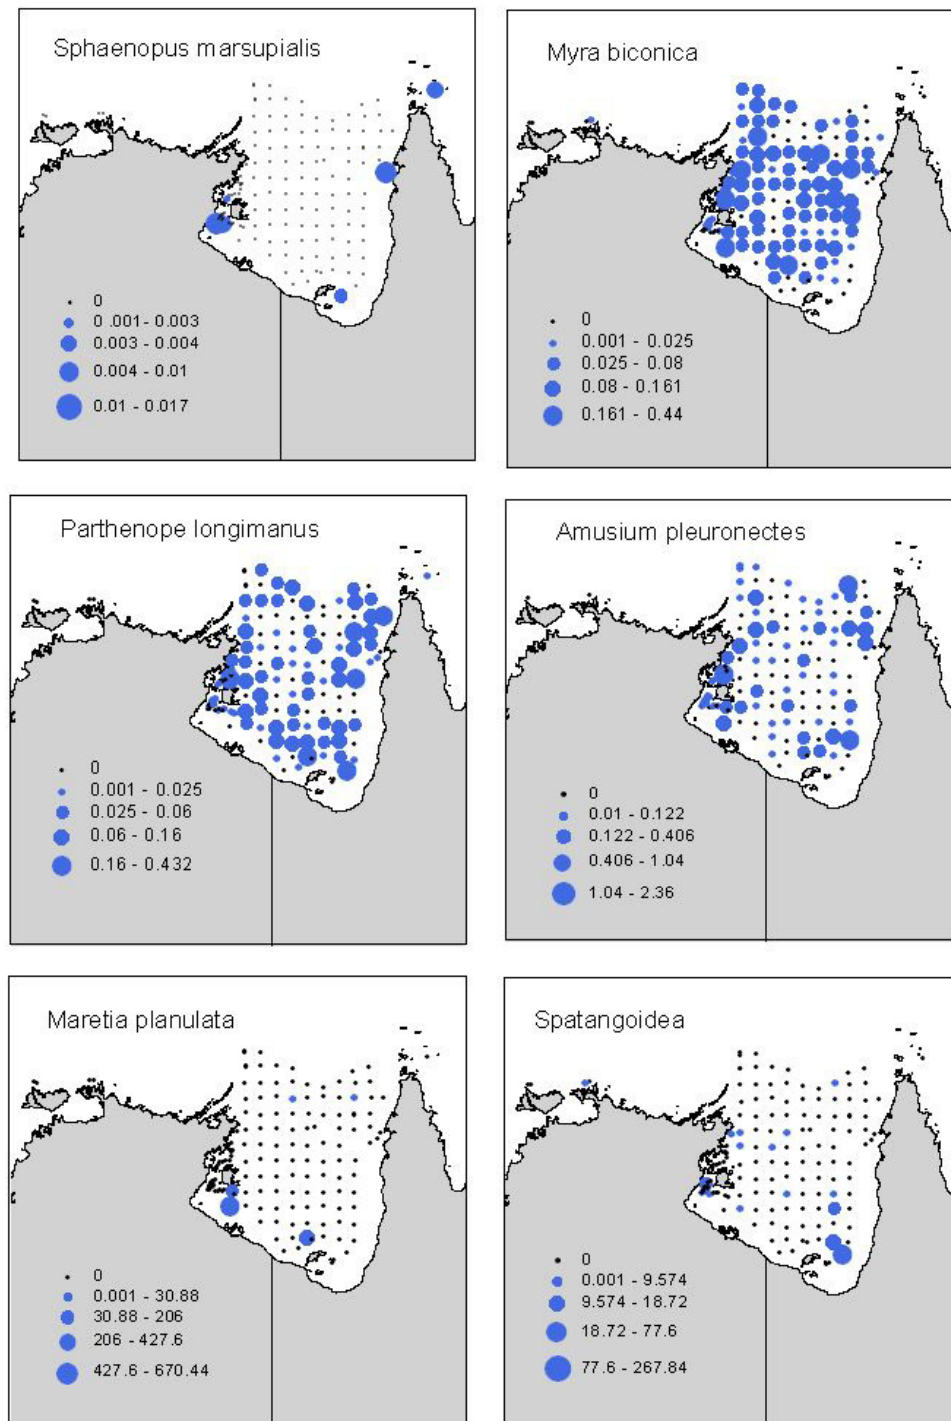 Sphaenopus marsupialis
0
0 .001 - 0.003
0.003 - 0.004
0.004 - 0.01
0.01 - 0.017
Myra biconica
0
0.001 - 0.025
0.025 - 0.08
0.08 - 0.161
0.161 - 0.44
Parthenope longimanus
0
0.001 - 0.025
0.025 - 0.06
0.06 - 0.16
0.16 - 0.432
Amusium pleuronectes
0
0.01 - 0.122
0.122 - 0.406
0.406 - 1.04
1.04 - 2.36
Maretia planulata
0
0.001 - 30.88
30.88 - 206
206 - 427.6
427.6 - 670.44
Spatangoidea
0
0.001 - 9.574
9.574 - 18.72
18.72 - 77.6
77.6 - 267.84